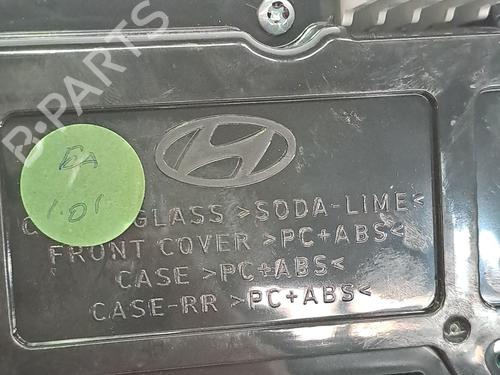 B-PARTS
EA
1.01
GLASS >SODA-LIME<
FRONT COVER >PC+ABS<
CASE >PC+ABS<
CASE-RR >PC+ABS<